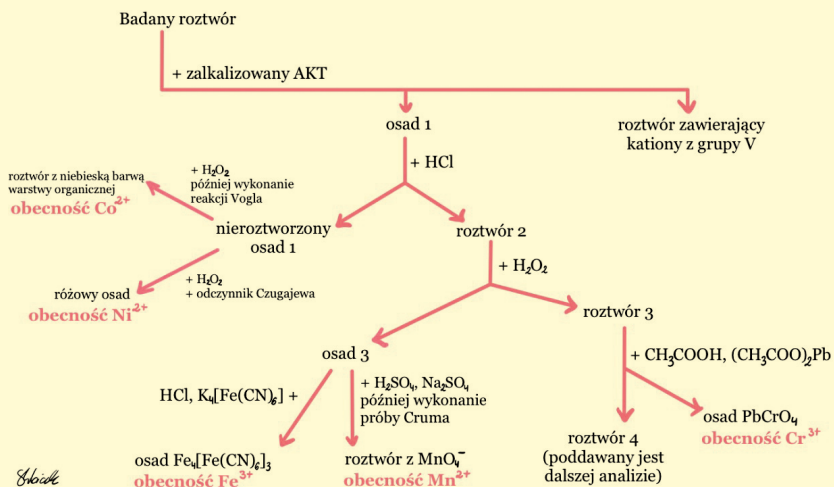 Badany roztwór
+ zalkalizowany AKT
osad 1
roztwór zawierający
kationy z grupy V
+ HCl
roztwór z niebieską barwą
warstwy organicznej
obecność Co²⁺
+ H₂O₂
później wykonanie
reakcji Vogla
nieroztworzony
osad 1
roztwór 2
+ H₂O₂
+ H₂O₂
+ odczynnik Czugajewa
różowy osad
obecność Ni²⁺
roztwór 3
osad 3
+ CH₃COOH, (CH₃COO)₂Pb
HCl, K₄[Fe(CN)₆] +
+ H₂SO₄, Na₂SO₄
później wykonanie
próby Cruma
osad PbCrO₄
obecność Cr³⁺
roztwór 4
(poddawany jest
dalszej analizie)
osad Fe₄[Fe(CN)₆]₃
obecność Fe³⁺
roztwór z MnO₄⁻
obecność Mn²⁺